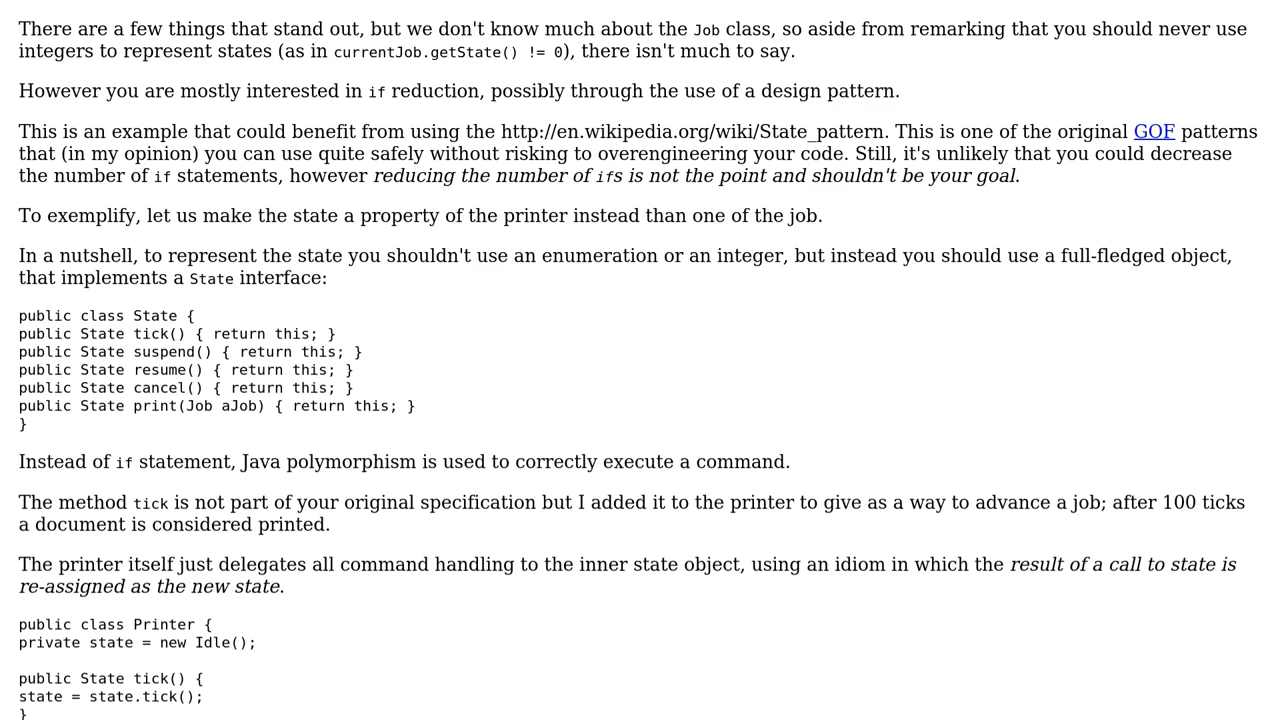 There are a few things that stand out, but we don't know much about the Job class, so aside from remarking that you should never use
integers to represent states (as in currentJob.getState() != 0), there isn't much to say.
However you are mostly interested in if reduction, possibly through the use of a design pattern.
This is an example that could benefit from using the http://en.wikipedia.org/wiki/State_pattern. This is one of the original GOF patterns
that (in my opinion) you can use quite safely without risking to overengineering your code. Still, it's unlikely that you could decrease
the number of if statements, however reducing the number of ifs is not the point and shouldn't be your goal.
To exemplify, let us make the state a property of the printer instead than one of the job.
In a nutshell, to represent the state you shouldn't use an enumeration or an integer, but instead you should use a full-fledged object,
that implements a State interface:
public class State {
public State tick() { return this; }
public State suspend() { return this; }
public State resume() { return this; }
public State cancel() { return this; }
public State print(Job aJob) { return this; }
}
Instead of if statement, Java polymorphism is used to correctly execute a command.
The method tick is not part of your original specification but I added it to the printer to give as a way to advance a job; after 100 ticks
a document is considered printed.
The printer itself just delegates all command handling to the inner state object, using an idiom in which the result of a call to state is
re-assigned as the new state.
public class Printer {
private state = new Idle();
public State tick() {
state = state.tick();
}